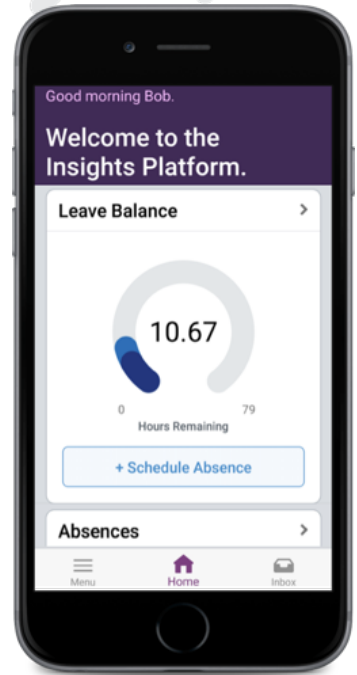 Good morning Bob.
Welcome to the
Insights Platform.
Leave Balance
10.67
0
79
Hours Remaining
+ Schedule Absence
Absences
Menu
Home
Inbox